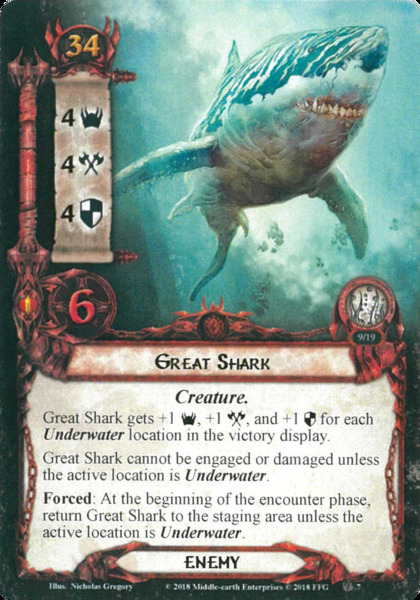 34
4
4
4
6
9/19
GREAT SHARK
Creature.
Great Shark gets +1 , +1 , and +1 for each
Underwater location in the victory display.
Great Shark cannot be engaged or damaged unless
the active location is Underwater.
Forced: At the beginning of the encounter phase,
return Great Shark to the staging area unless the
active location is Underwater.
ENEMY
Illus. Nicholas Gregory © 2018 Middle-earth Enterprises © 2018 FFG 7